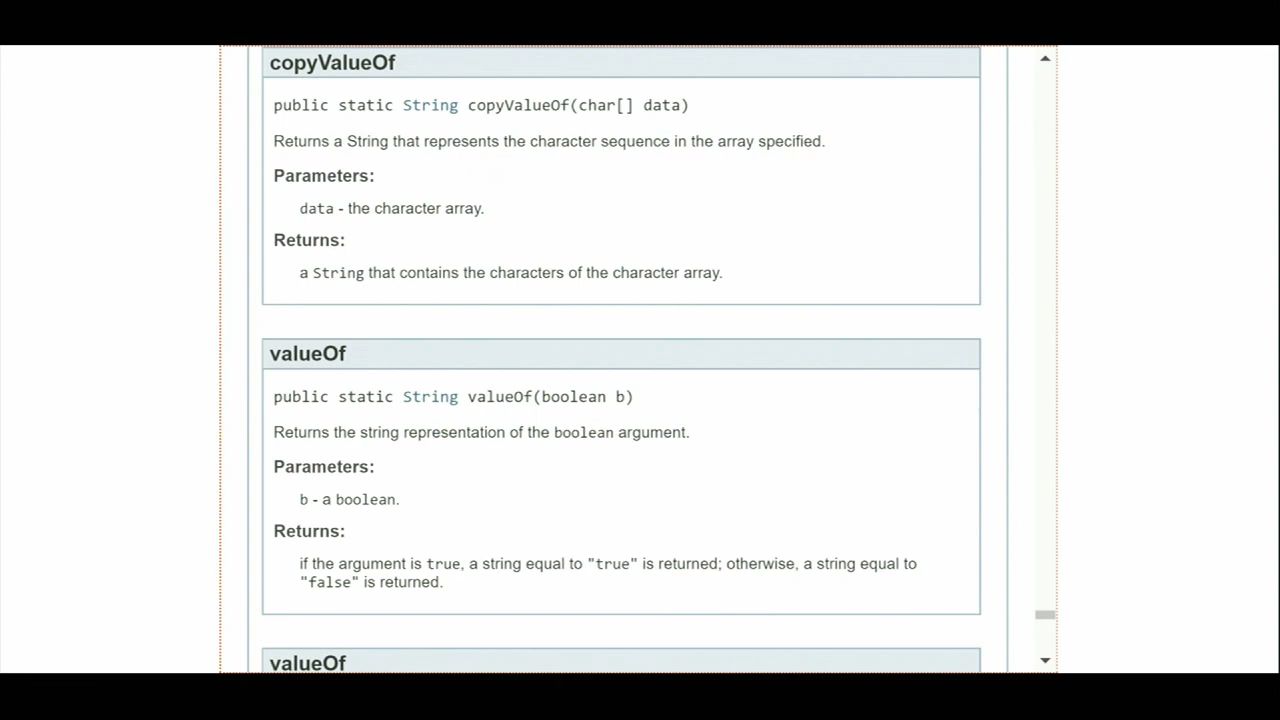 copyValueOf
public static String copyValueOf(char[] data)
Returns a String that represents the character sequence in the array specified.
Parameters:
data - the character array.
Returns:
a String that contains the characters of the character array.
valueOf
public static String valueOf(boolean b)
Returns the string representation of the boolean argument.
Parameters:
b - a boolean.
Returns:
if the argument is true, a string equal to "true" is returned; otherwise, a string equal to
"false" is returned.
valueOf